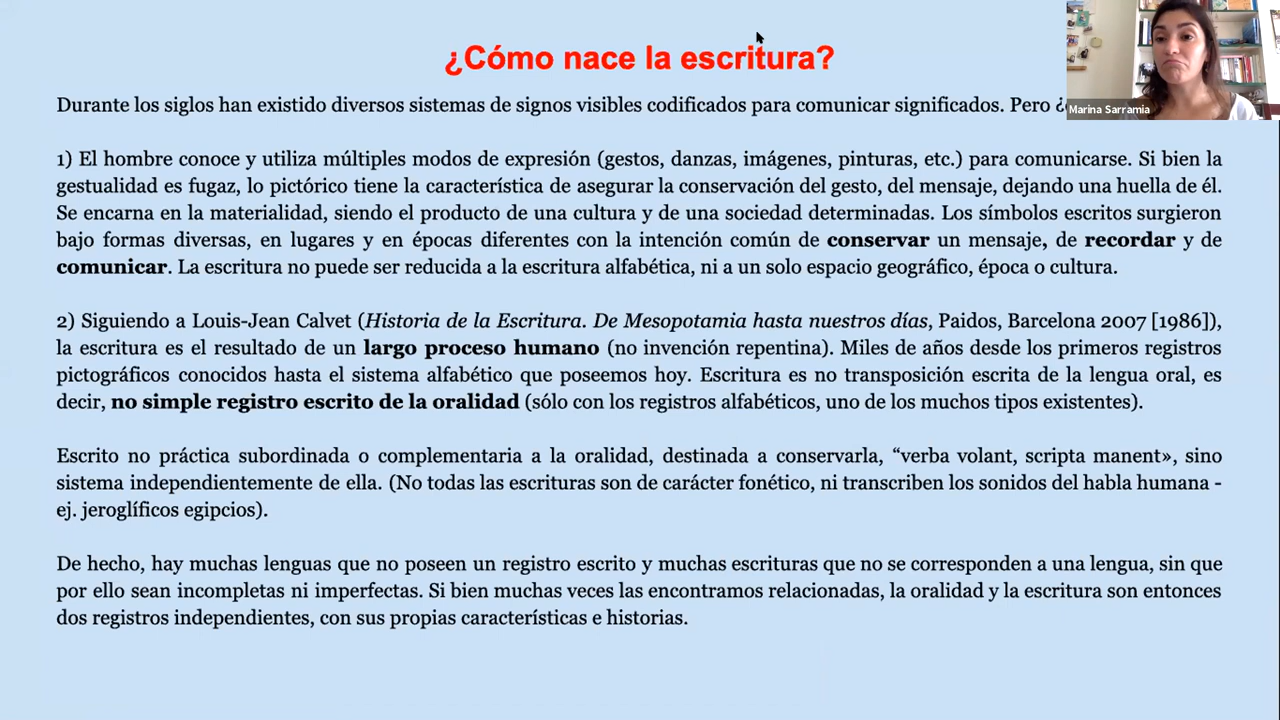 ¿Cómo nace la escritura?
Durante los siglos han existido diversos sistemas de signos visibles codificados para comunicar significados. Pero
Marina Sarramia
1) El hombre conoce y utiliza múltiples modos de expresión (gestos, danzas, imágenes, pinturas, etc.) para comunicarse. Si bien la
gestualidad es fugaz, lo pictórico tiene la característica de asegurar la conservación del gesto, del mensaje, dejando una huella de él.
Se encarna en la materialidad, siendo el producto de una cultura y de una sociedad determinadas. Los símbolos escritos surgieron
bajo formas diversas, en lugares y en épocas diferentes con la intención común de conservar un mensaje, de recordar y de
comunicar. La escritura no puede ser reducida a la escritura alfabética, ni a un solo espacio geográfico, época o cultura.
2) Siguiendo a Louis-Jean Calvet (Historia de la Escritura. De Mesopotamia hasta nuestros días, Paidos, Barcelona 2007 [1986]),
la escritura es el resultado de un largo proceso humano (no invención repentina). Miles de años desde los primeros registros
pictográficos conocidos hasta el sistema alfabético que poseemos hoy. Escritura es no transposición escrita de la lengua oral, es
decir, no simple registro escrito de la oralidad (sólo con los registros alfabéticos, uno de los muchos tipos existentes).
Escrito no práctica subordinada o complementaria a la oralidad, destinada a conservarla, “verba volant, scripta manent», sino
sistema independientemente de ella. (No todas las escrituras son de carácter fonético, ni transcriben los sonidos del habla humana -
ej. jeroglíficos egipcios).
De hecho, hay muchas lenguas que no poseen un registro escrito y muchas escrituras que no se corresponden a una lengua, sin que
por ello sean incompletas ni imperfectas. Si bien muchas veces las encontramos relacionadas, la oralidad y la escritura son entonces
dos registros independientes, con sus propias características e historias.